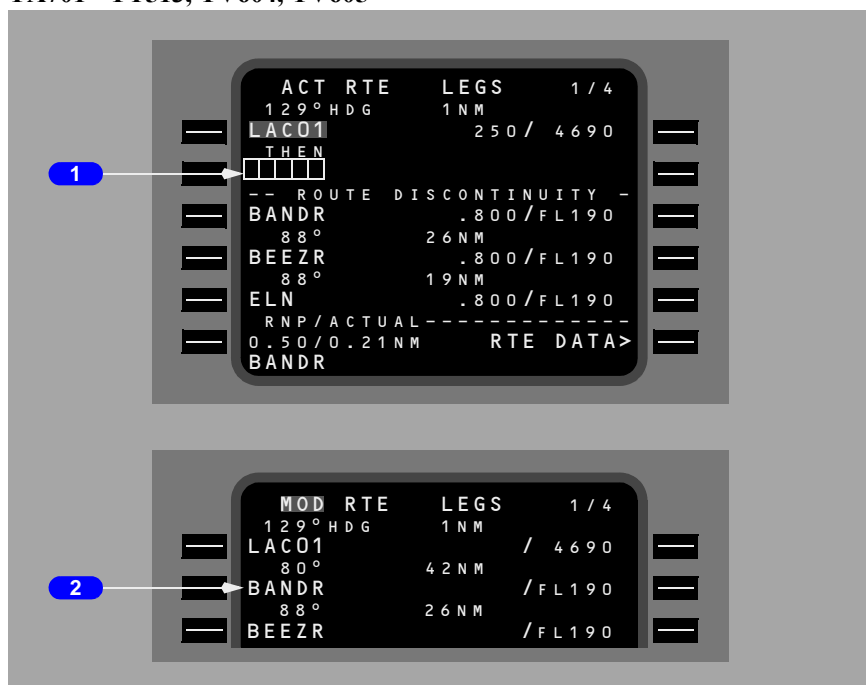 ACT RTE LEGS 1/4
129°HDG 1NM
LACO1 250/ 4690
THEN
1
-- ROUTE DISCONTINUITY -
BANDR .800/FL190
88° 26NM
BEEZR .800/FL190
88° 19NM
ELN .800/FL190
RNP/ACTUAL-------------
0.50/0.21NM RTE DATA>
BANDR
MOD RTE LEGS 1/4
129°HDG 1NM
LACO1 / 4690
80° 42NM
2
BANDR /FL190
88° 26NM
BEEZR /FL190